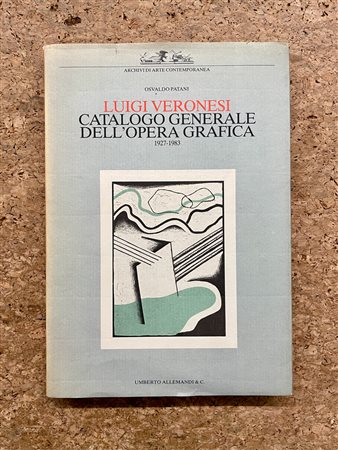 ARCHIVI DI ARTE CONTEMPORANEA
OSVALDO PATANI
LUIGI VERONESI
CATALOGO GENERALE
DELL'OPERA GRAFICA
1927-1983
UMBERTO ALLEMANDI & C.